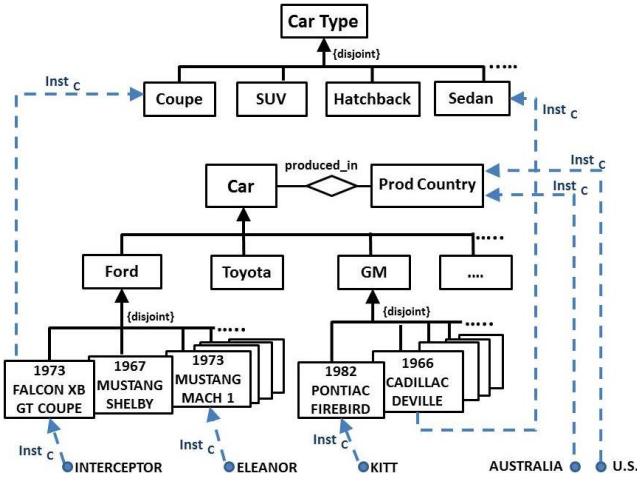 Car Type
{disjoint}
Inst C
Coupe
SUV
Hatchback
Sedan
Inst C
produced_in
Car
Prod Country
Inst C
Inst C
Ford
Toyota
GM
....
{disjoint}
{disjoint}
1973
FALCON XB
GT COUPE
1967
MUSTANG
SHELBY
1973
MUSTANG
MACH 1
1982
PONTIAC
FIREBIRD
1966
CADILLAC
DEVILLE
Inst C
Inst C
Inst C
INTERCEPTOR
ELEANOR
KITT
AUSTRALIA
U.S.